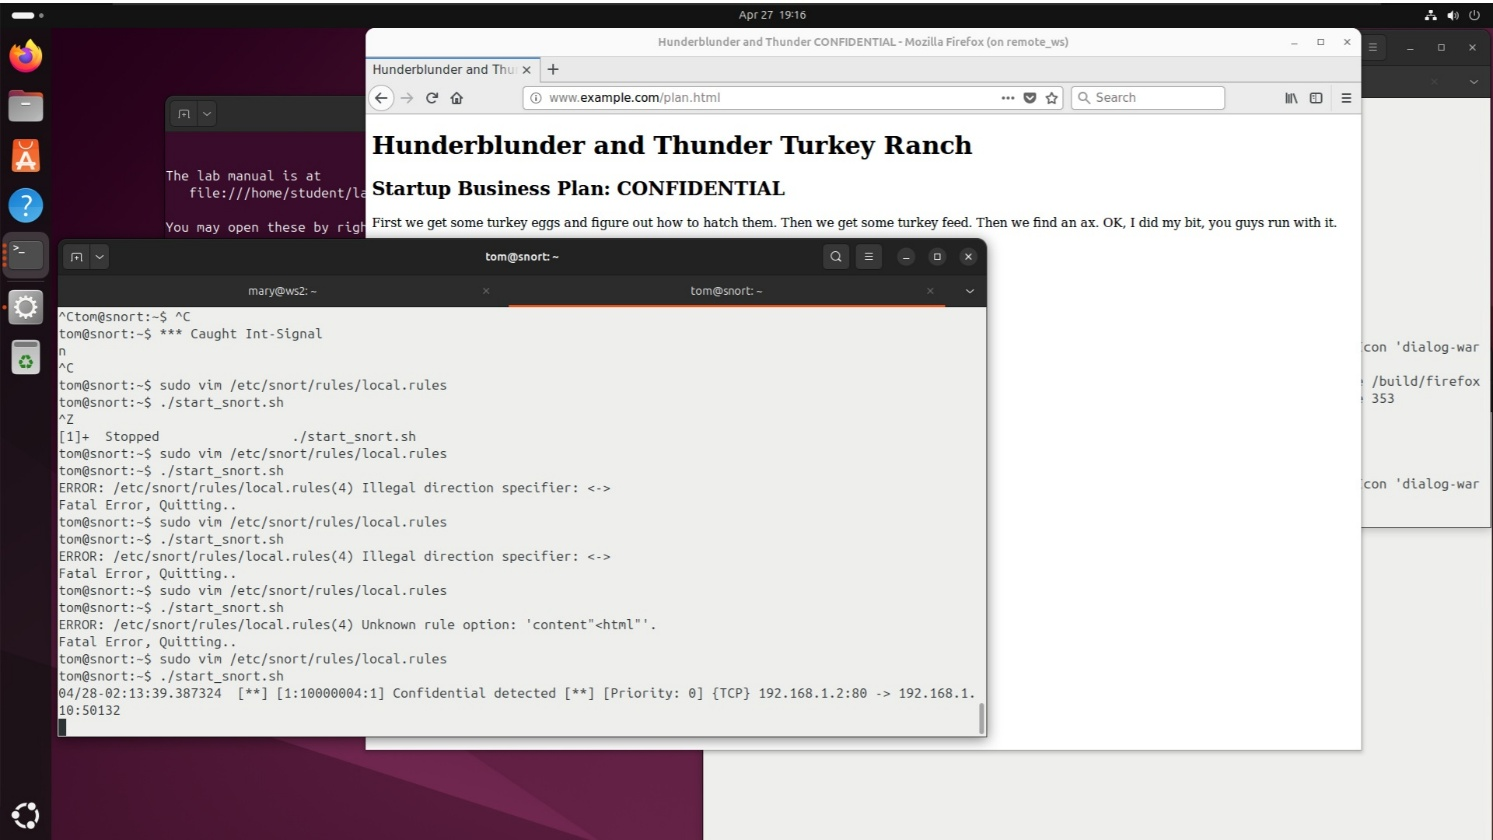 Apr 27 19:16
Hunderblunder and Thunder CONFIDENTIAL - Mozilla Firefox (on remote_ws)
Hunderblunder and Thu
www.example.com/plan.html
Search
Hunderblunder and Thunder Turkey Ranch
Startup Business Plan: CONFIDENTIAL
First we get some turkey eggs and figure out how to hatch them. Then we get some turkey feed. Then we find an ax. OK, I did my bit, you guys run with it.
The lab manual is at
file:///home/student/la
You may open these by righ
tom@snort: ~
mary@ws2: ~
tom@snort: ~
^Ctom@snort:~$ ^C
tom@snort:~$ *** Caught Int-Signal
n
^C
tom@snort:~$ sudo vim /etc/snort/rules/local.rules
tom@snort:~$ ./start_snort.sh
^Z
[1]+  Stopped                 ./start_snort.sh
tom@snort:~$ sudo vim /etc/snort/rules/local.rules
tom@snort:~$ ./start_snort.sh
ERROR: /etc/snort/rules/local.rules(4) Illegal direction specifier: <->
Fatal Error, Quitting..
tom@snort:~$ sudo vim /etc/snort/rules/local.rules
tom@snort:~$ ./start_snort.sh
ERROR: /etc/snort/rules/local.rules(4) Illegal direction specifier: <->
Fatal Error, Quitting..
tom@snort:~$ sudo vim /etc/snort/rules/local.rules
tom@snort:~$ ./start_snort.sh
ERROR: /etc/snort/rules/local.rules(4) Unknown rule option: 'content"<html"'.
Fatal Error, Quitting..
tom@snort:~$ sudo vim /etc/snort/rules/local.rules
tom@snort:~$ ./start_snort.sh
04/28-02:13:39.387324  [**] [1:10000004:1] Confidential detected [**] [Priority: 0] {TCP} 192.168.1.2:80 -> 192.168.1.
10:50132
con 'dialog-war
/build/firefox
353
con 'dialog-war